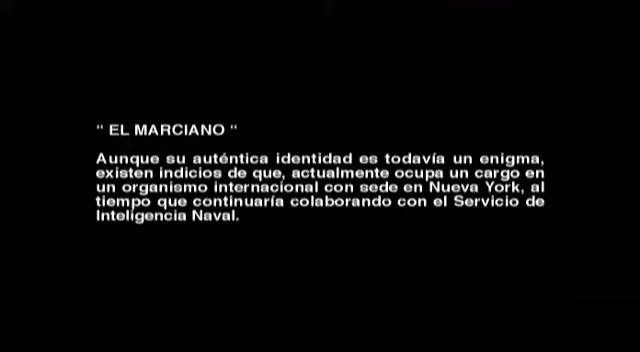 “ EL MARCIANO “
Aunque su auténtica identidad es todavía un enigma,
existen indicios de que, actualmente ocupa un cargo en
un organismo internacional con sede en Nueva York, al
tiempo que continuaría colaborando con el Servicio de
Inteligencia Naval.